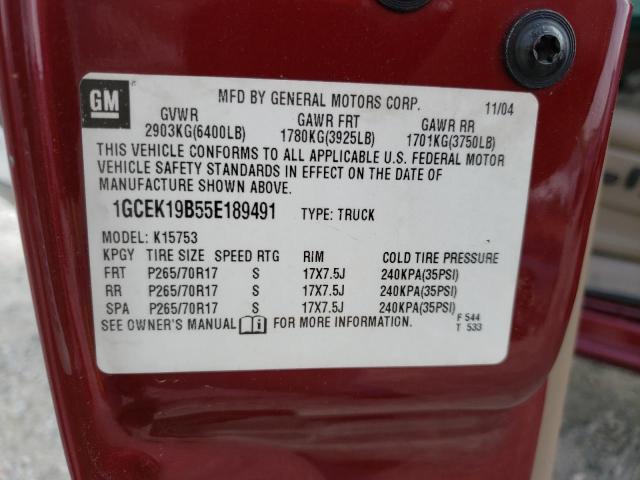 GM
MFD BY GENERAL MOTORS CORP. 11/04
GVWR GAWR FRT GAWR RR
2903KG(6400LB) 1780KG(3925LB) 1701KG(3750LB)
THIS VEHICLE CONFORMS TO ALL APPLICABLE U.S. FEDERAL MOTOR
VEHICLE SAFETY STANDARDS IN EFFECT ON THE DATE OF
MANUFACTURE SHOWN ABOVE.
1GCEK19B55E189491 TYPE: TRUCK
MODEL: K15753
KPGY TIRE SIZE SPEED RTG RIM COLD TIRE PRESSURE
FRT P265/70R17 S 17X7.5J 240KPA(35PSI)
RR P265/70R17 S 17X7.5J 240KPA(35PSI)
SPA P265/70R17 S 17X7.5J 240KPA(35PSI)
SEE OWNER'S MANUAL i FOR MORE INFORMATION.
F 544
T 533